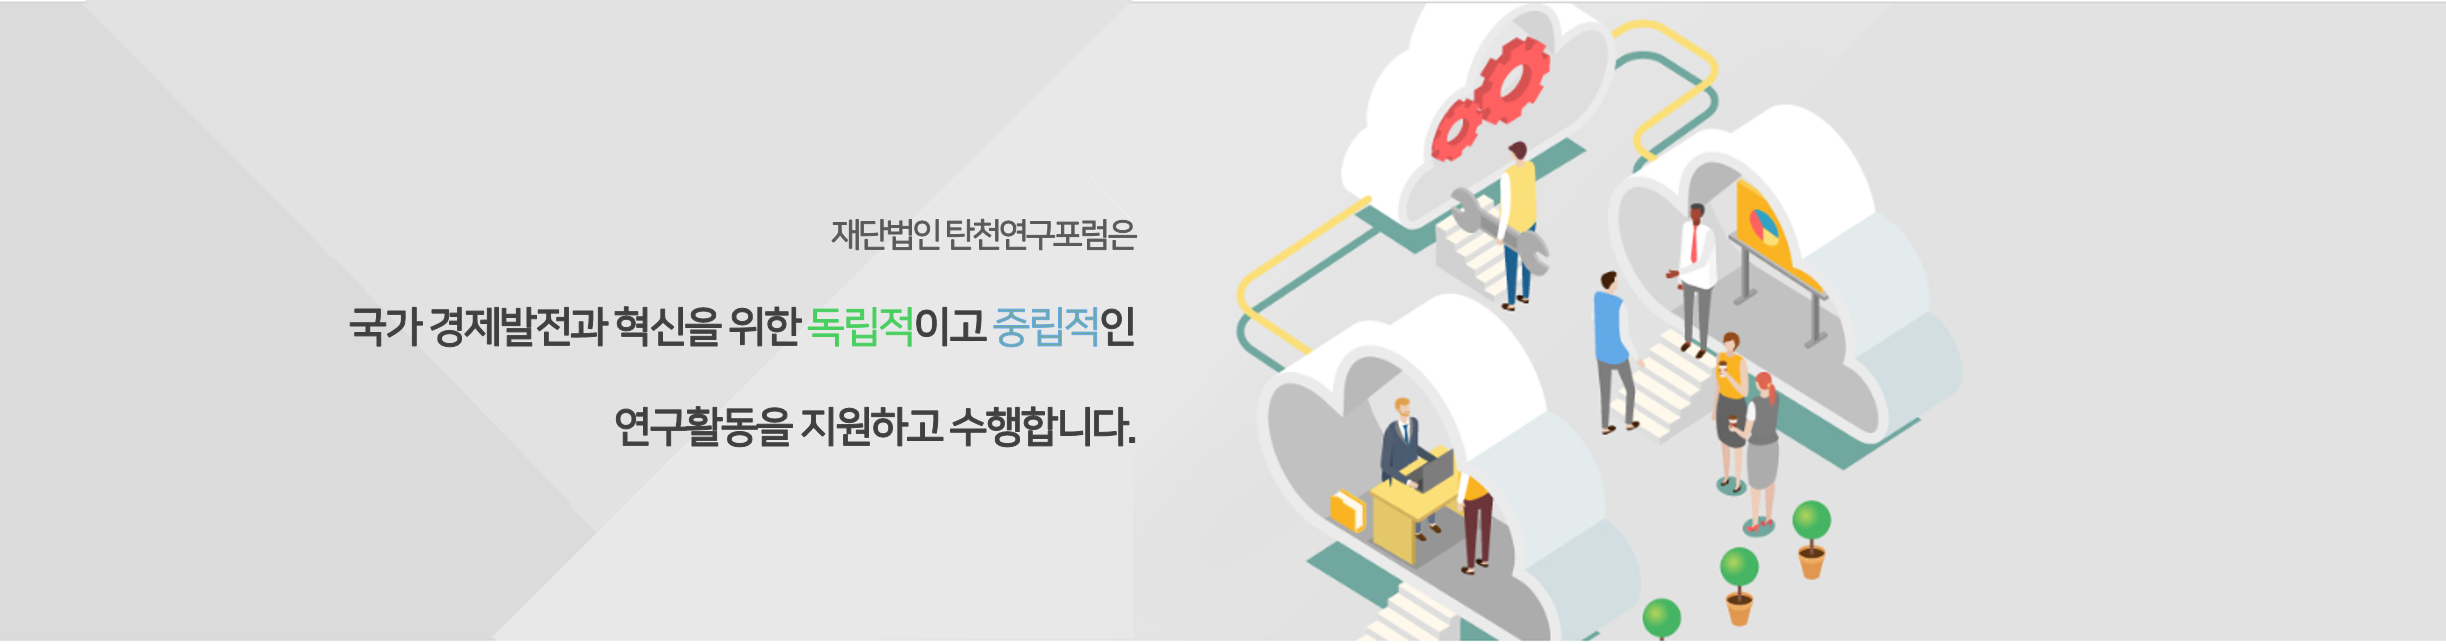 재단법인 탄천연구포럼은
국가 경제발전과 혁신을 위한 독립적이고 중립적인
연구활동을 지원하고 수행합니다.